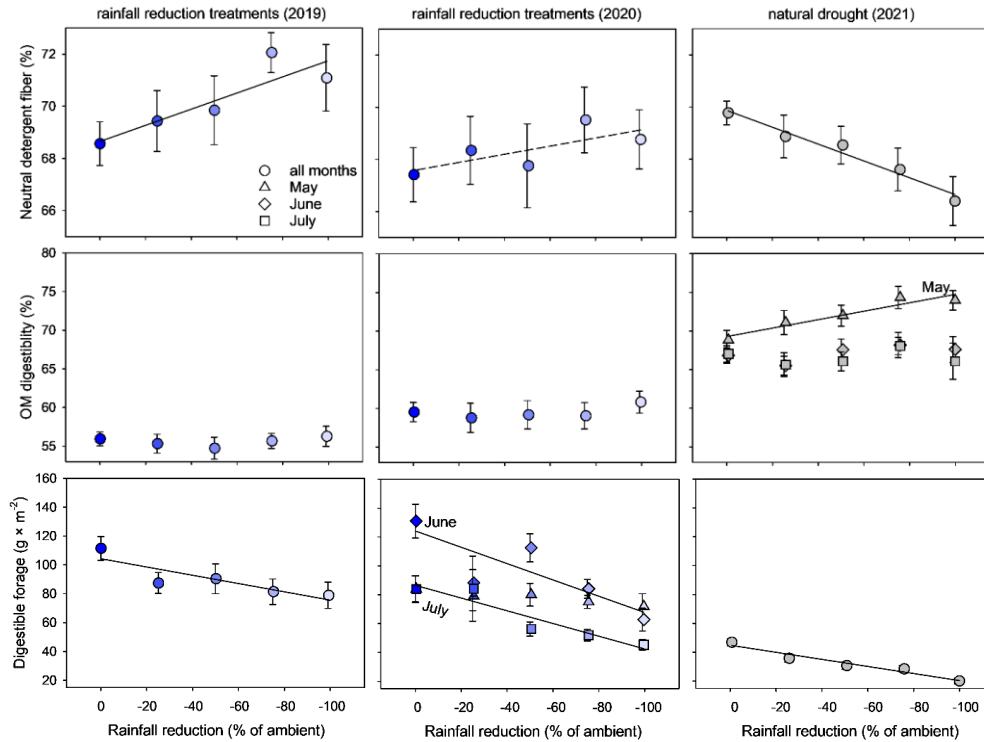 rainfall reduction treatments (2019)
rainfall reduction treatments (2020)
natural drought (2021)
Neutral detergent fiber (%)
72
70
68
66
all months
May
June
July
OM digestiblity (%)
80
75
70
65
60
55
May
Digestible forage (g × m-2)
160
140
120
100
80
60
40
20
June
July
0 -20 -40 -60 -80 -100
0 -20 -40 -60 -80 -100
0 -20 -40 -60 -80 -100
Rainfall reduction (% of ambient)
Rainfall reduction (% of ambient)
Rainfall reduction (% of ambient)